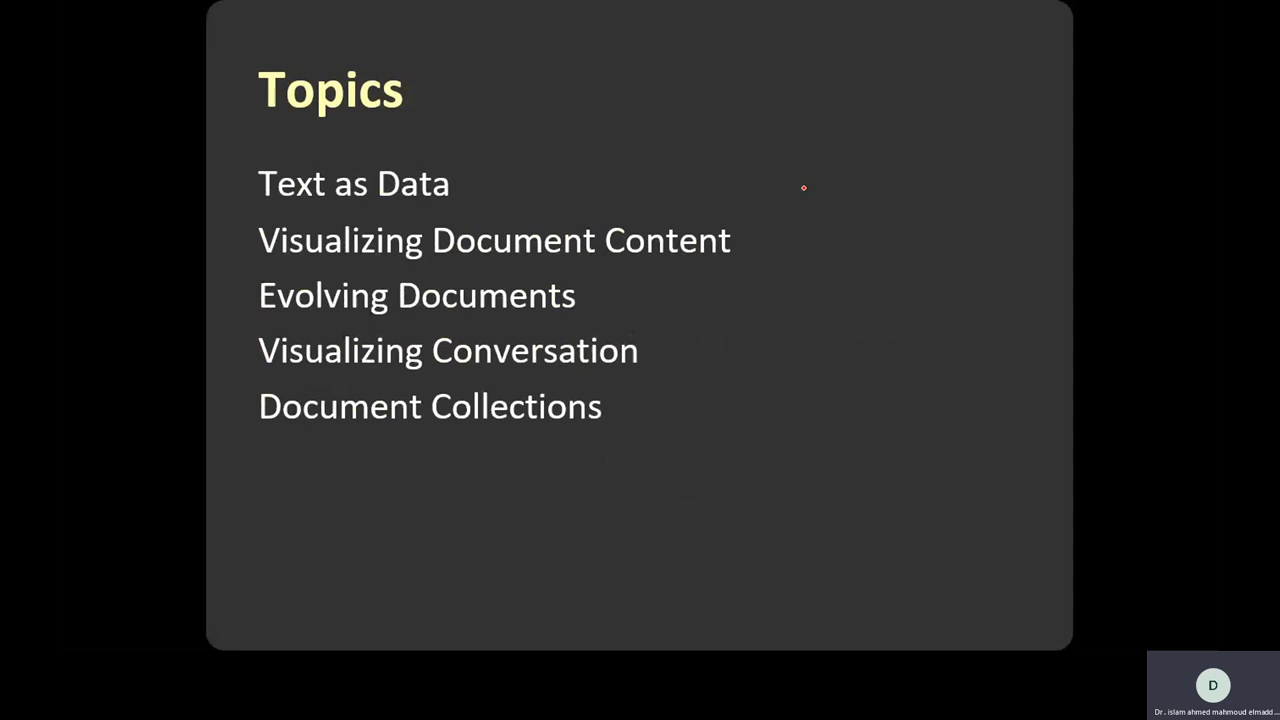 Topics
Text as Data
Visualizing Document Content
Evolving Documents
Visualizing Conversation
Document Collections
D
Dr. islam ahmed mahmoud elmadd...